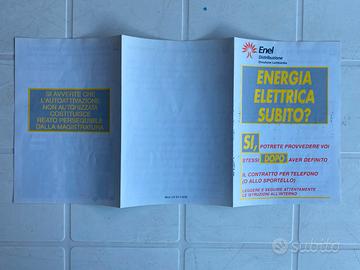 SI AVVERTE CHE
L'AUTOATTIVAZIONE
NON AUTORIZZATA
COSTITUISCE
REATO PERSEGUIBILE
DALLA MAGISTRATURA
Enel
Distribuzione
Direzione Lombardia
ENERGIA
ELETTRICA
SUBITO?
SI, POTRETE PROVVEDERE VOI
STESSI DOPO AVER DEFINITO
IL CONTRATTO PER TELEFONO
(O ALLO SPORTELLO)
LEGGERE E SEGUIRE ATTENTAMENTE
LE ISTRUZIONI ALL'INTERNO
subito